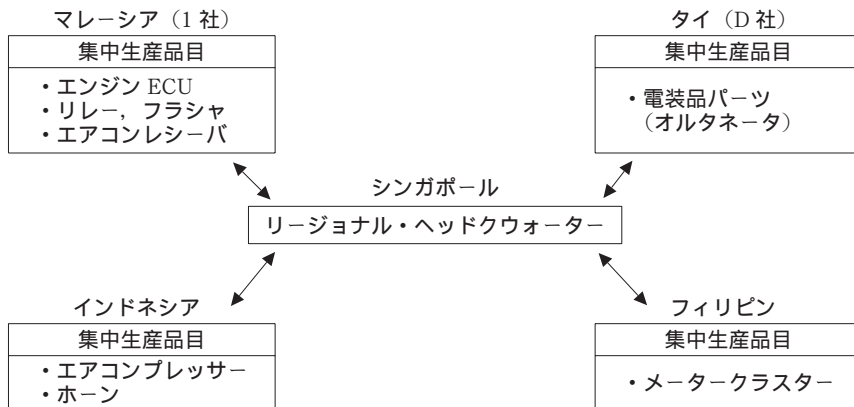 マレーシア（1 社）
集中生産品目
・エンジン ECU
・リレー，フラシャ
・エアコンレシーバ
タイ（D 社）
集中生産品目
・電装品パーツ
（オルタネータ）
シンガポール
リージョナル・ヘッドクウォーター
インドネシア
集中生産品目
・エアコンプレッサー
・ホーン
フィリピン
集中生産品目
・メータークラスター